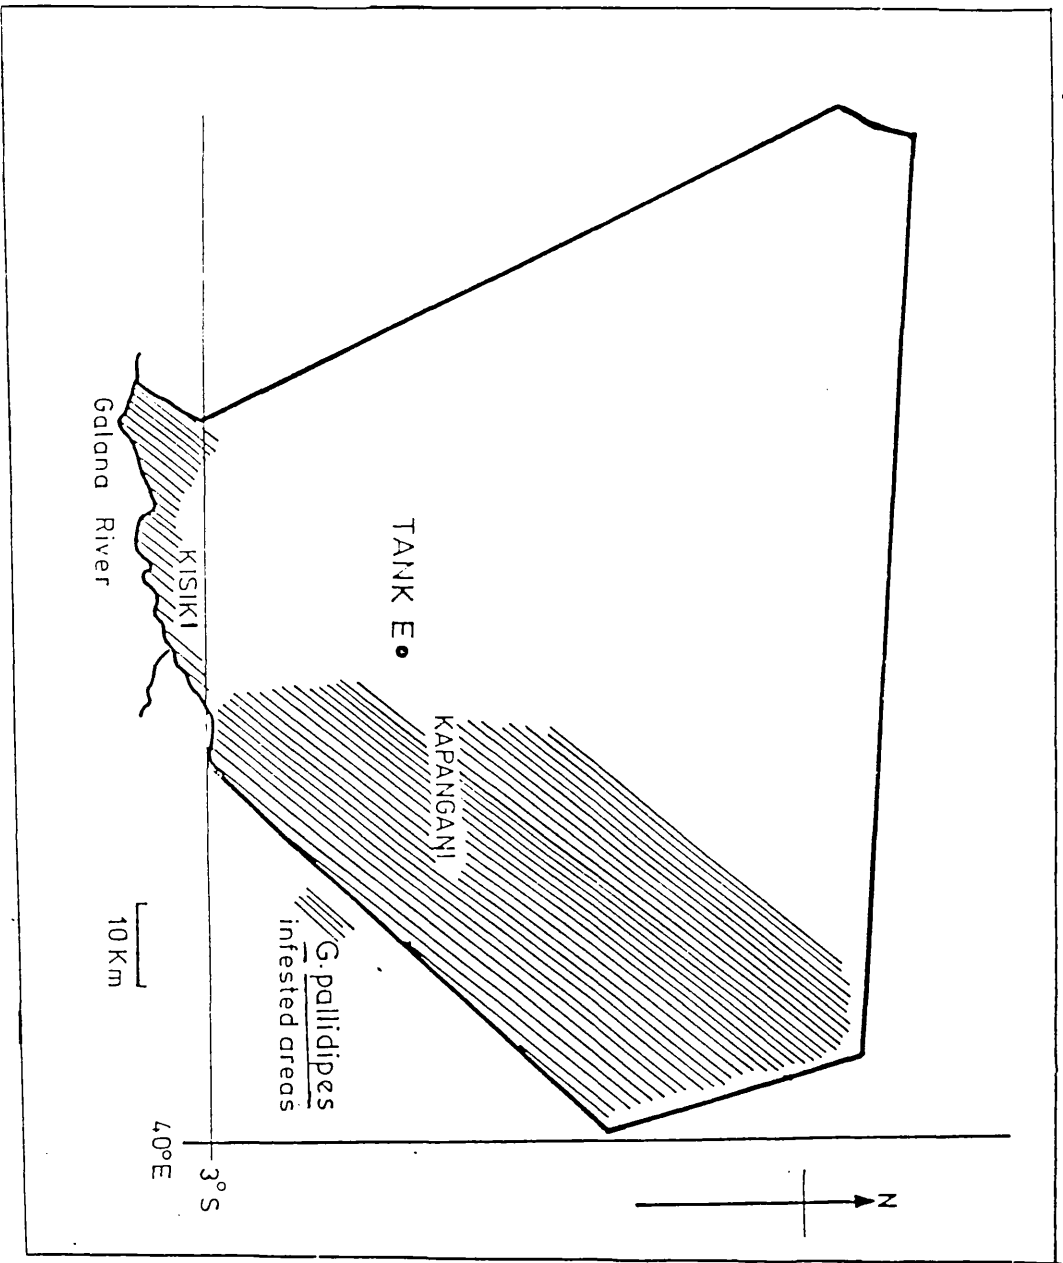 N
TANK E
KAPANGANI
KISIKI
Galana River
G. pallidipes
infested areas
10 Km
3° S
40°E